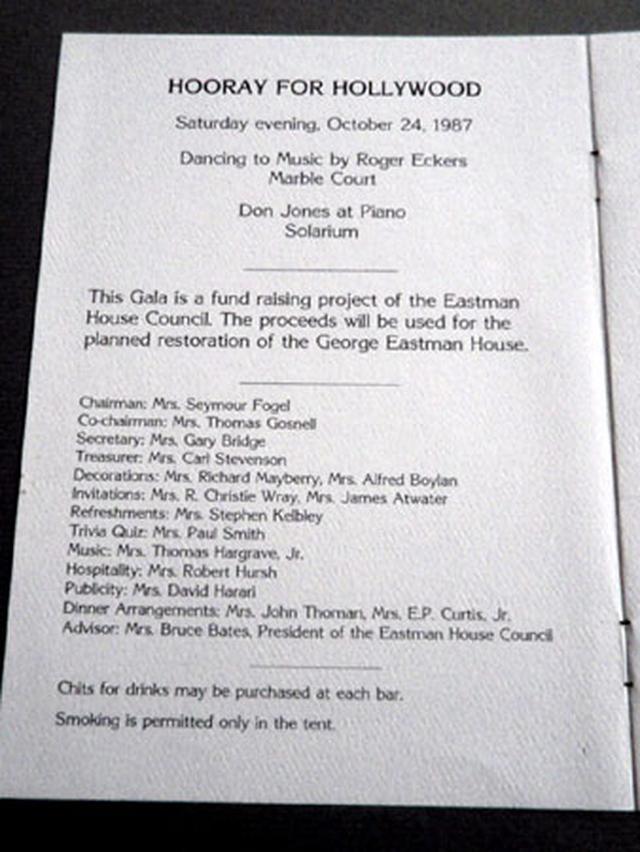 HOORAY FOR HOLLYWOOD
Saturday evening, October 24, 1987
Dancing to Music by Roger Eckers
Marble Court
Don Jones at Piano
Solarium
This Gala is a fund raising project of the Eastman
House Council. The proceeds will be used for the
planned restoration of the George Eastman House.
Chairman: Mrs. Seymour Fogel
Co-chairman: Mrs. Thomas Gosnell
Secretary: Mrs. Gary Bridge
Treasurer: Mrs. Carl Stevenson
Decorations: Mrs. Richard Mayberry, Mrs. Alfred Boylan
Invitations: Mrs. R. Christie Wray, Mrs. James Atwater
Refreshments: Mrs. Stephen Kelbley
Trivia Quiz: Mrs. Paul Smith
Music: Mrs. Thomas Hargrave, Jr.
Hospitality: Mrs. Robert Hursh
Publicity: Mrs. David Harari
Dinner Arrangements: Mrs. John Thoman, Mrs. E.P. Curtis, Jr.
Advisor: Mrs. Bruce Bates, President of the Eastman House Council
Chits for drinks may be purchased at each bar.
Smoking is permitted only in the tent.